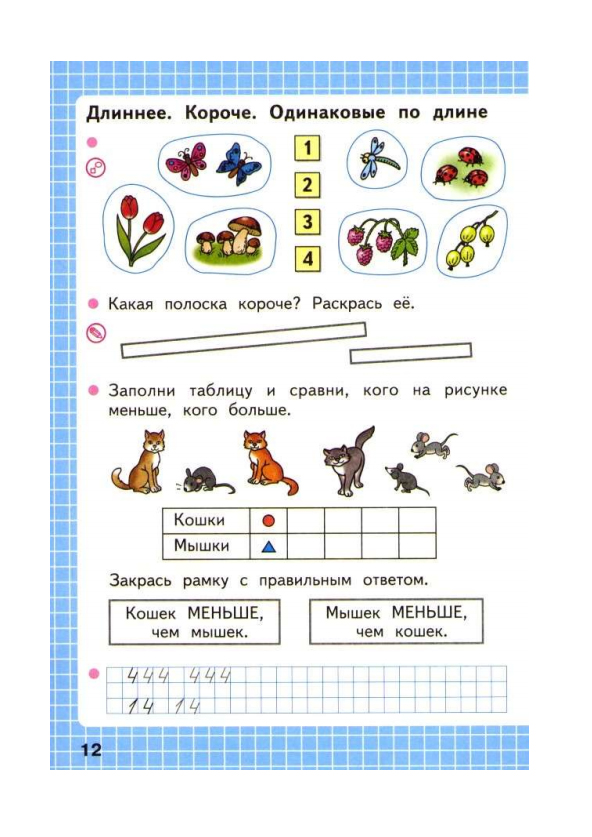 Длиннее. Короче. Одинаковые по длине
1
2
3
4
Какая полоска короче? Раскрась её.
Заполни таблицу и сравни, кого на рисунке
меньше, кого больше.
Кошки
Мышки
Закрась рамку с правильным ответом.
Кошек МЕНЬШЕ,
чем мышек.
Мышек МЕНЬШЕ,
чем кошек.
444 444
14 14
12